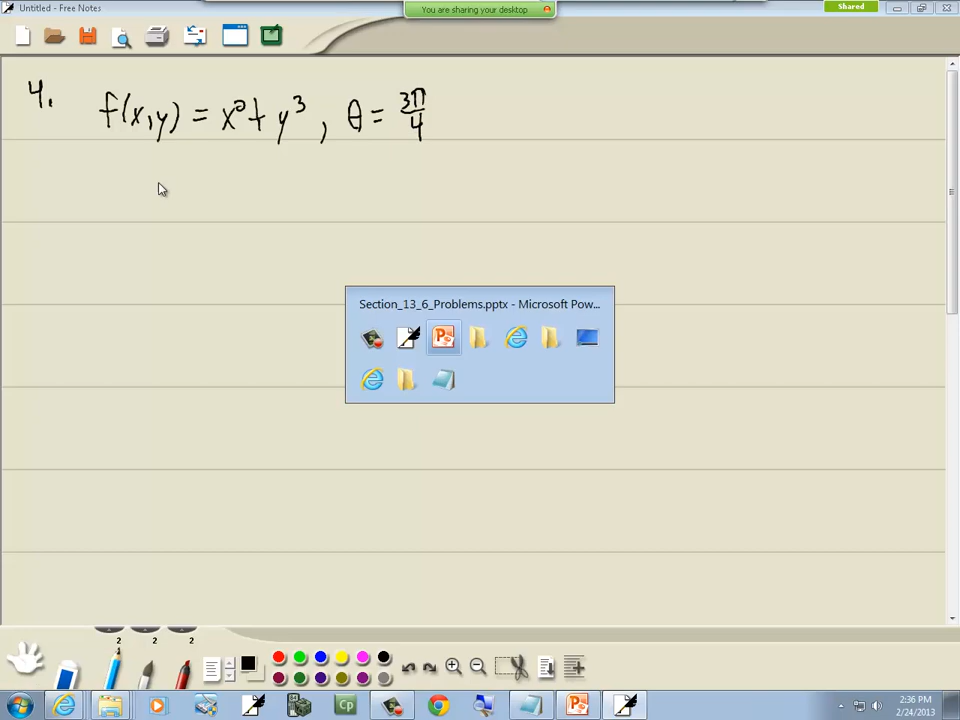 Untitled - Free Notes
You are sharing your desktop
Shared
4. f(x,y) = x² + y³, θ = 3π/4
Section_13_6_Problems.pptx - Microsoft Pow...
2 2 2
Cp
2:36 PM
2/24/2013